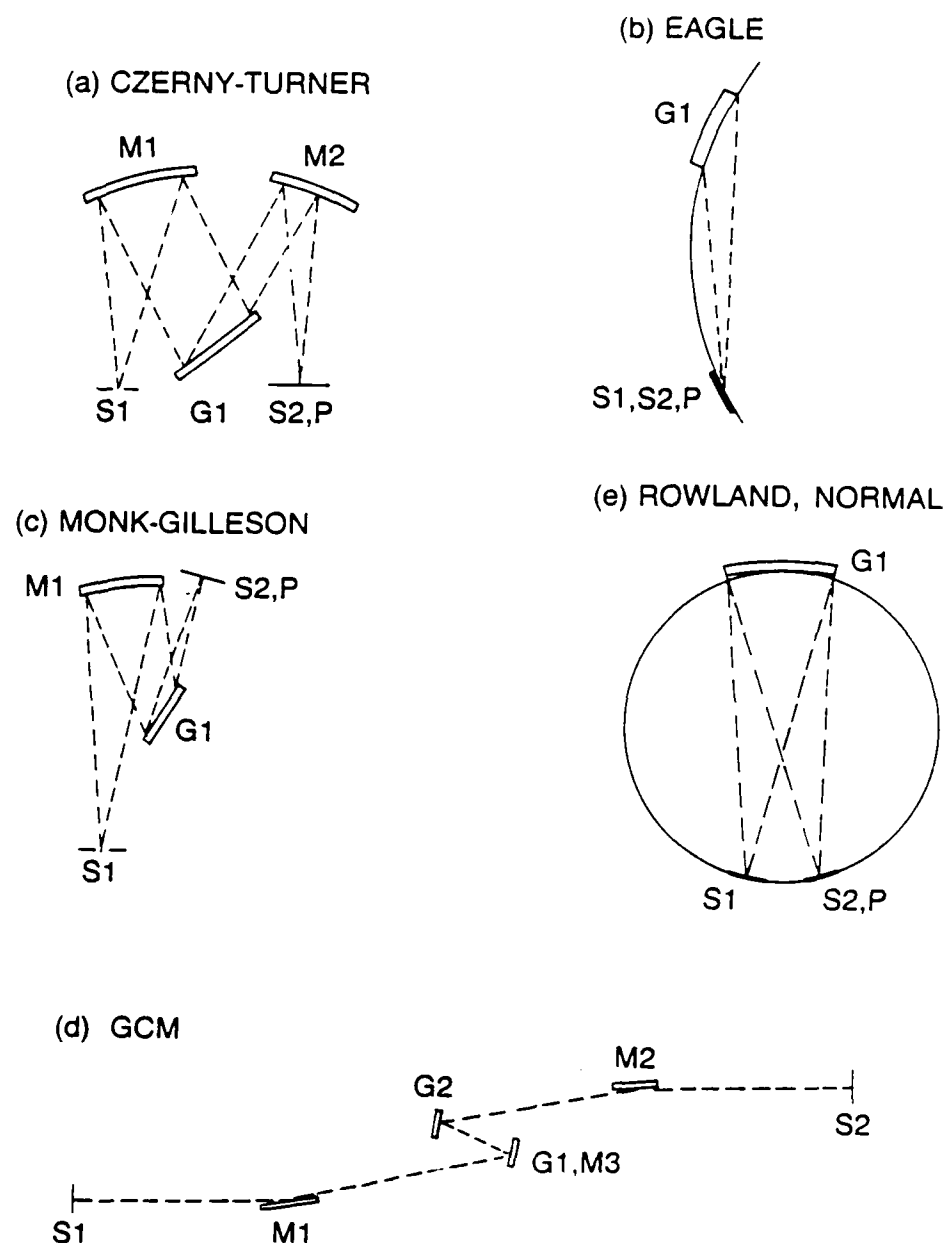 (a) CZERNY-TURNER
M1
M2
S1
G1
S2,P
(b) EAGLE
G1
S1,S2,P
(c) MONK-GILLESON
M1
S2,P
G1
S1
(e) ROWLAND, NORMAL
G1
S1
S2,P
(d) GCM
M2
G2
S2
G1,M3
S1
M1